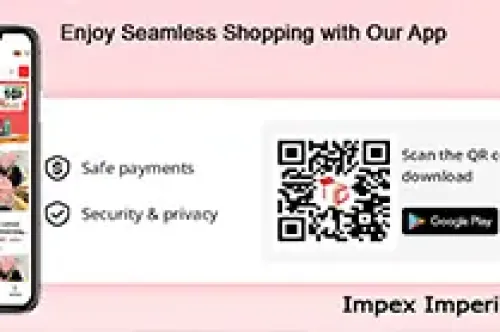 Enjoy Seamless Shopping with Our App
Safe payments
Security & privacy
Scan the QR c
download
Google Play
Impex Imperi